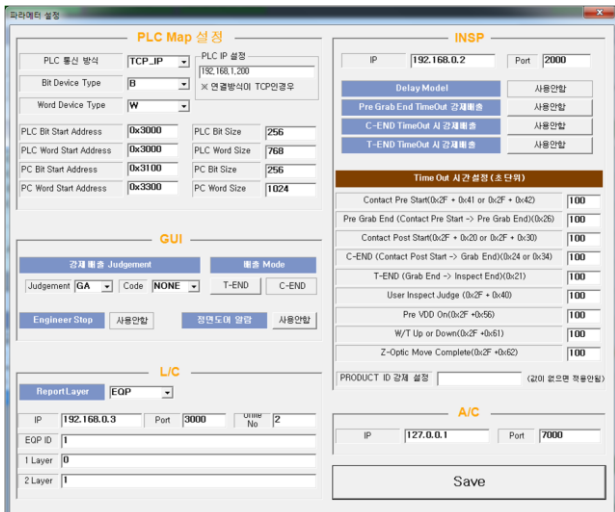 파라메터 설정
PLC Map 설정
PLC 통신 방식 TCP_IP
PLC IP 설정
192,168,1,200
※ 연결방식이 TCP인경우
Bit Device Type B
Word Device Type W
PLC Bit Start Address 0x3000 PLC Bit Size 256
PLC Word Start Address 0x3000 PLC Word Size 768
PC Bit Start Address 0x3100 PC Bit Size 256
PC Word Start Address 0x3300 PC Word Size 1024
GUI
강제 배출 Judgement 배출 Mode
Judgement GA Code NONE T-END C-END
Engineer Stop 사용안함 정면도어 알람 사용안함
L/C
Report Layer EQP
IP 192.168.0.3 Port 3000 No 2
EQP ID 1
1 Layer 0
2 Layer 1
INSP
IP 192.168.0.2 Port 2000
Delay Model 사용안함
Pre Grab End TimeOut 강제배출 사용안함
C-END TimeOut 시 강제배출 사용안함
T-END TimeOut 시 강제배출 사용안함
Time Out 시간설정 (초단위)
Contact Pre Start(0x2F + 0x41 or 0x2F + 0x42) 100
Pre Grab End (Contact Pre Start -> Pre Grab End)(0x26) 100
Contact Post Start(0x2F + 0x20 or 0x2F + 0x30) 100
C-END (Contact Post Start -> Grab End)(0x24 or 0x34) 100
T-END (Grab End -> Inspect End)(0x21) 100
User Inspect Judge (0x2F + 0x40) 100
Pre VDD On(0x2F +0x56) 100
W/T Up or Down(0x2F +0x61) 100
Z-Optic Move Complete(0x2F +0x62) 100
PRODUCT ID 강제 설정 (값이 없으면 적용안됨)
A/C
IP 127.0.0.1 Port 7000
Save